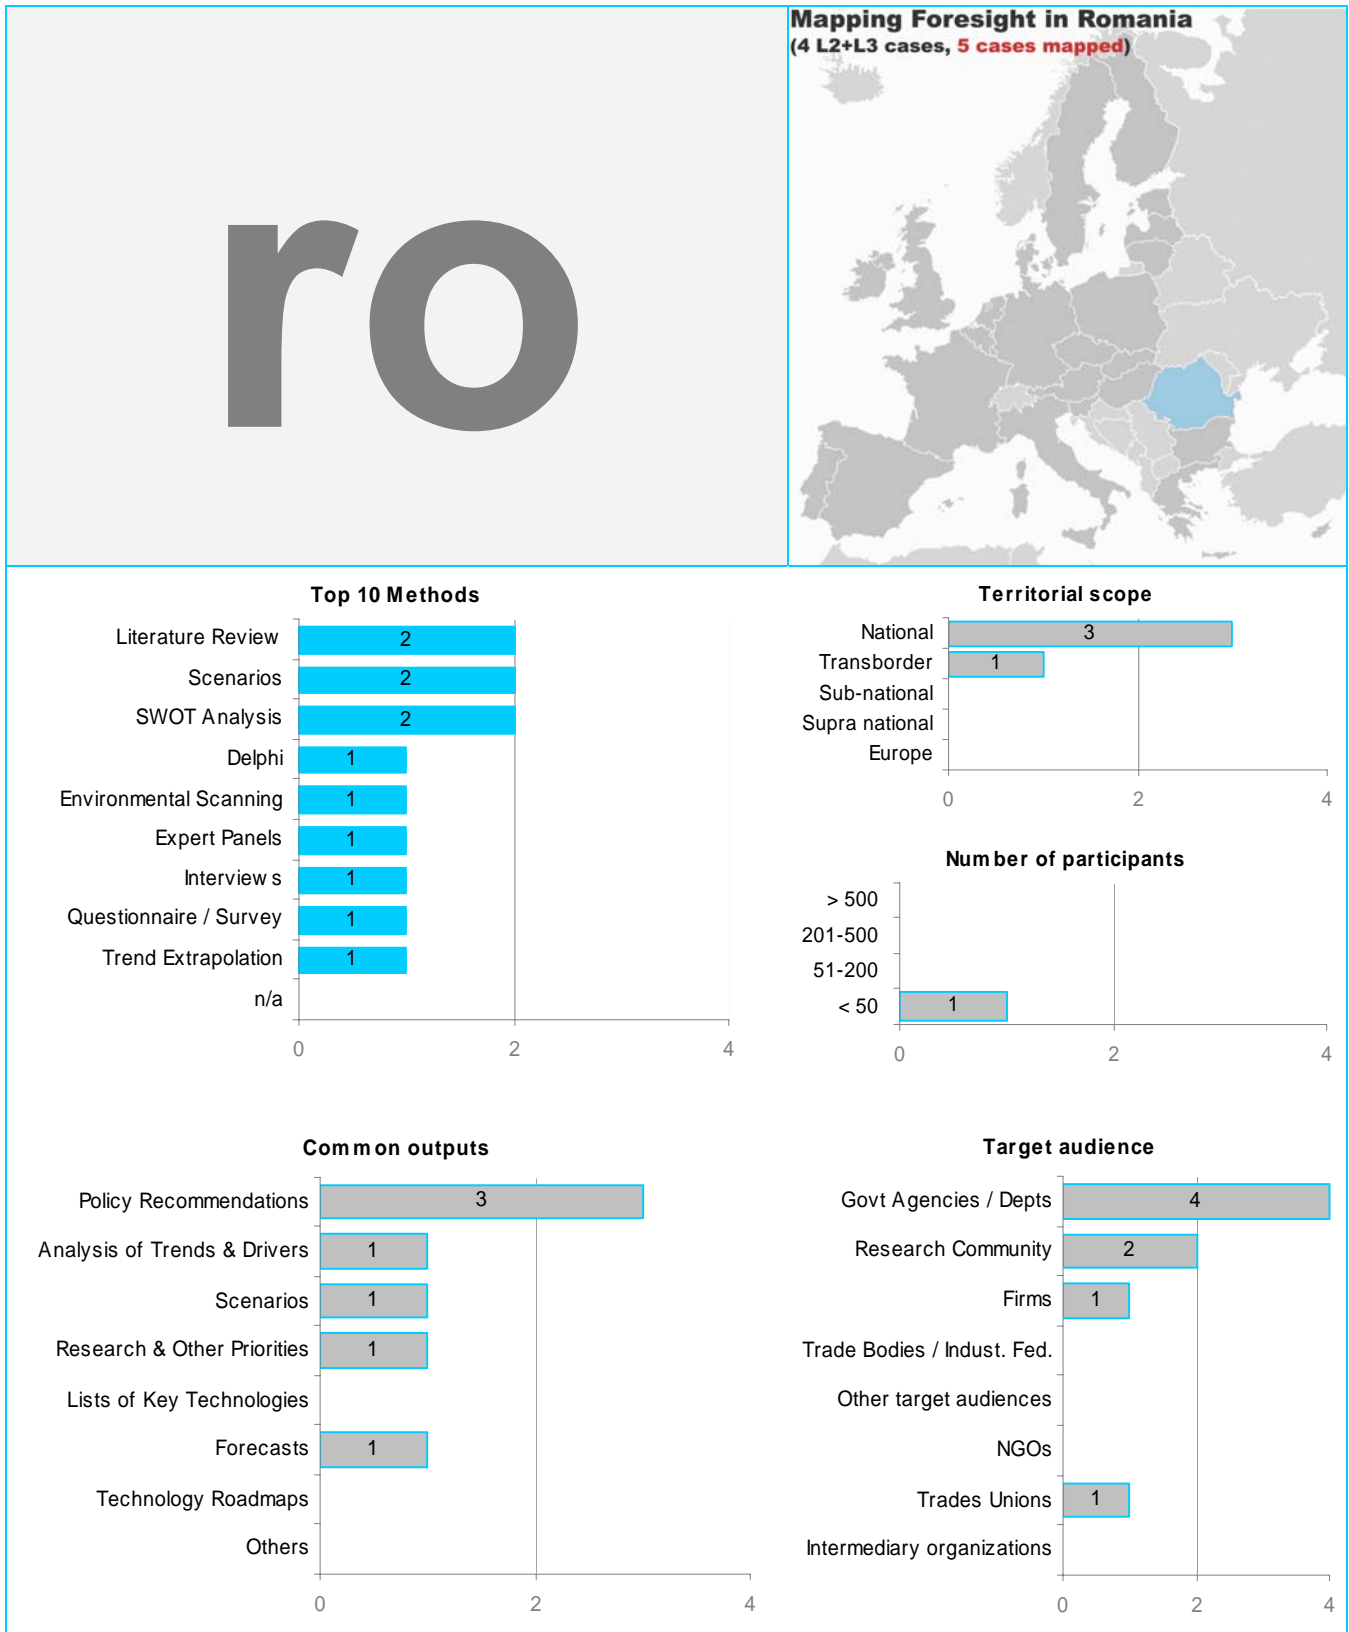 ro
Mapping Foresight in Romania
(4 L2+L3 cases, 5 cases mapped)
Top 10 Methods
Literature Review 2
Scenarios 2
SWOT Analysis 2
Delphi 1
Environmental Scanning 1
Expert Panels 1
Interviews 1
Questionnaire / Survey 1
Trend Extrapolation 1
n/a
0 2 4
Territorial scope
National 3
Transborder 1
Sub-national
Supra national
Europe
0 2 4
Number of participants
> 500
201-500
51-200
< 50 1
0 2 4
Common outputs
Policy Recommendations 3
Analysis of Trends & Drivers 1
Scenarios 1
Research & Other Priorities 1
Lists of Key Technologies
Forecasts 1
Technology Roadmaps
Others
0 2 4
Target audience
Govt Agencies / Depts 4
Research Community 2
Firms 1
Trade Bodies / Indust. Fed.
Other target audiences
NGOs
Trades Unions 1
Intermediary organizations
0 2 4